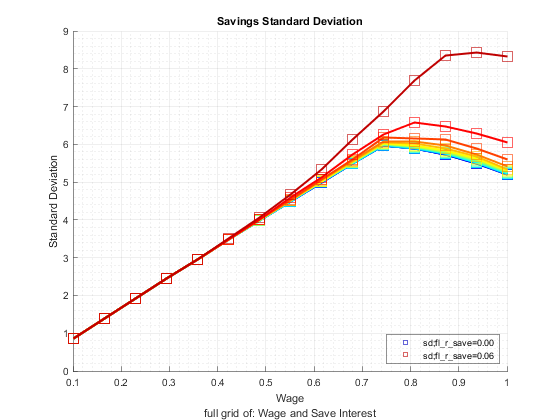 Savings Standard Deviation
9
8
7
6
5
4
3
2
1
0
Standard Deviation
sd;fl_r_save=0.00
sd;fl_r_save=0.06
0.1 0.2 0.3 0.4 0.5 0.6 0.7 0.8 0.9 1
Wage
full grid of: Wage and Save Interest